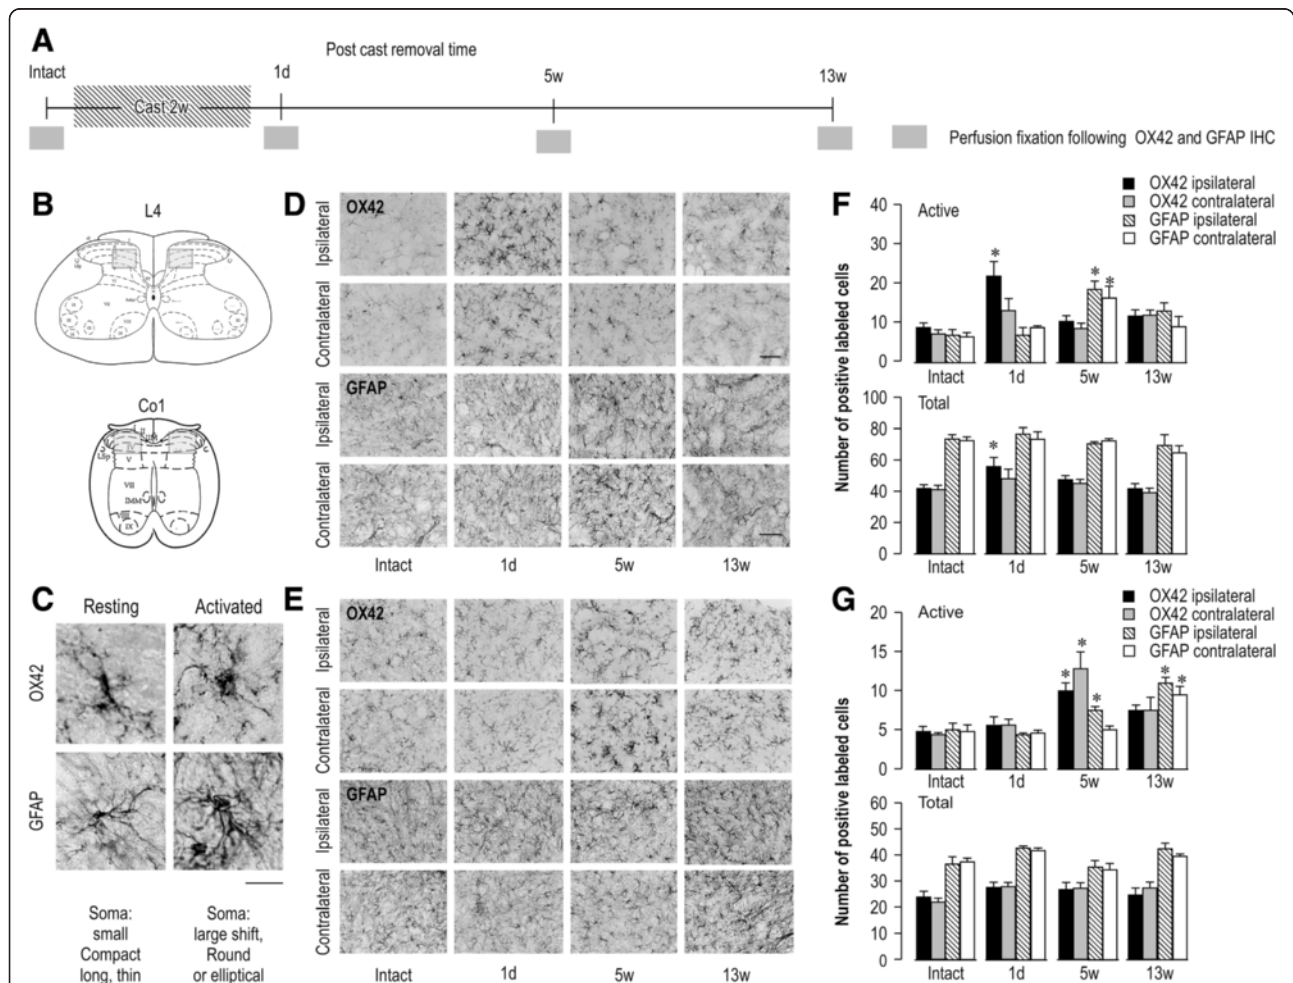 A
Post cast removal time
Intact
1d
5w
13w
Cast 2w
Perfusion fixation following OX42 and GFAP IHC
B
L4
Co1
V
VII
IMM
IX
C
Resting
Activated
OX42
GFAP
Soma:
small
Compact
long, thin
Soma:
large shift,
Round
or elliptical
D
OX42
Ipsilateral
Contralateral
GFAP
Ipsilateral
Contralateral
Intact
1d
5w
13w
E
OX42
Ipsilateral
Contralateral
GFAP
Ipsilateral
Contralateral
Intact
1d
5w
13w
F
OX42 ipsilateral
OX42 contralateral
GFAP ipsilateral
GFAP contralateral
Number of positive labeled cells
Active
40
30
20
10
0
* * *
Intact
1d
5w
13w
Total
100
80
60
40
20
0
*
Intact
1d
5w
13w
G
OX42 ipsilateral
OX42 contralateral
GFAP ipsilateral
GFAP contralateral
Number of positive labeled cells
Active
20
15
10
5
0
* * * * *
Intact
1d
5w
13w
Total
60
50
40
30
20
10
0
Intact
1d
5w
13w